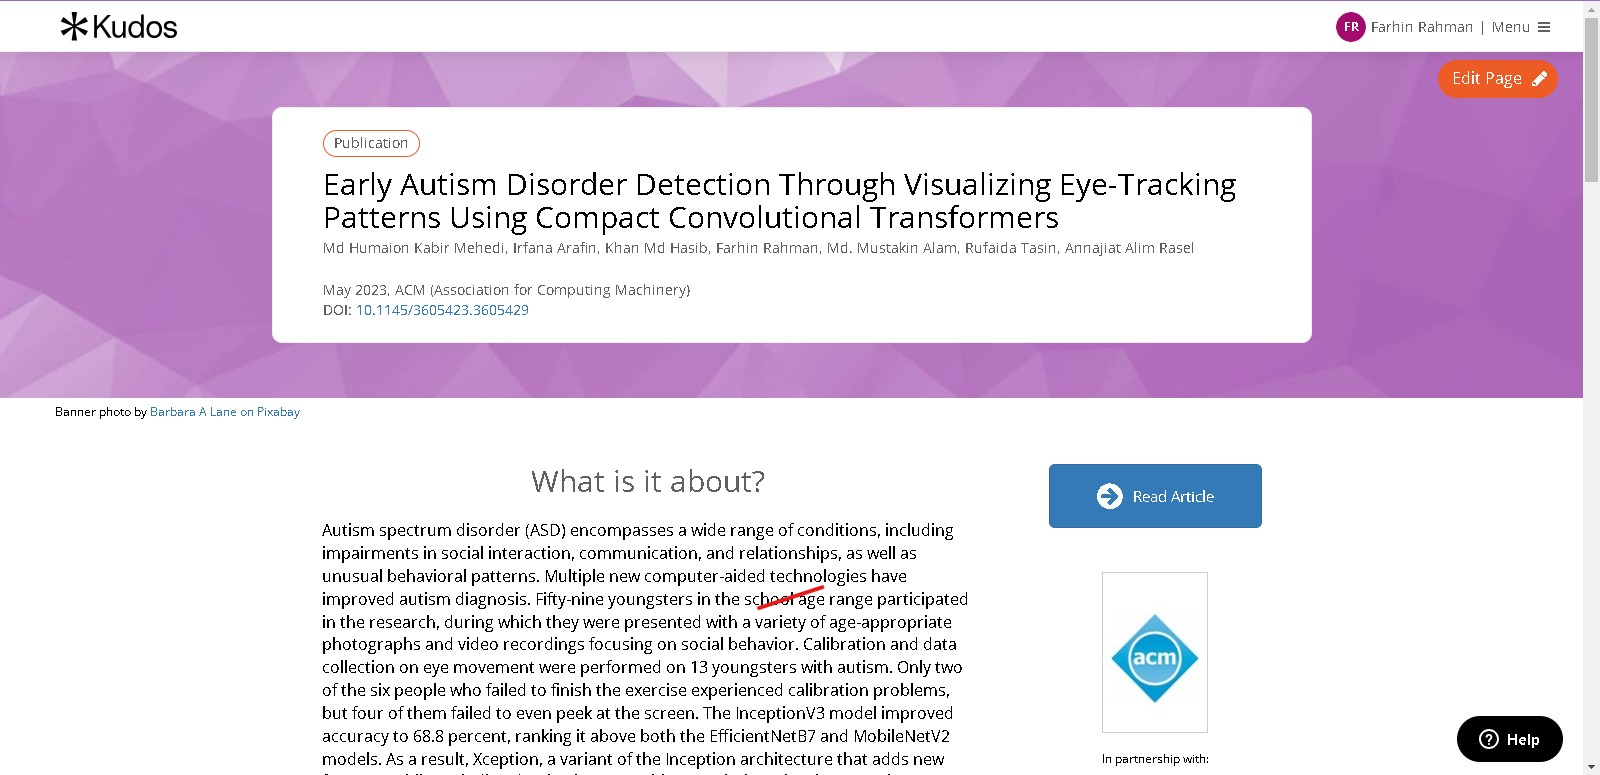 Kudos
FR Farhin Rahman | Menu
Edit Page
Publication
Early Autism Disorder Detection Through Visualizing Eye-Tracking
Patterns Using Compact Convolutional Transformers
Md Humaion Kabir Mehedi, Irfana Arafin, Khan Md Hasib, Farhin Rahman, Md. Mustakin Alam, Rufaida Tasin, Annajiat Alim Rasel
May 2023, ACM (Association for Computing Machinery)
DOI: 10.1145/3605423.3605429
Banner photo by Barbara A Lane on Pixabay
What is it about?
Read Article
Autism spectrum disorder (ASD) encompasses a wide range of conditions, including
impairments in social interaction, communication, and relationships, as well as
unusual behavioral patterns. Multiple new computer-aided technologies have
improved autism diagnosis. Fifty-nine youngsters in the school age range participated
in the research, during which they were presented with a variety of age-appropriate
photographs and video recordings focusing on social behavior. Calibration and data
collection on eye movement were performed on 13 youngsters with autism. Only two
of the six people who failed to finish the exercise experienced calibration problems,
but four of them failed to even peek at the screen. The InceptionV3 model improved
accuracy to 68.8 percent, ranking it above both the EfficientNetB7 and MobileNetV2
models. As a result, Xception, a variant of the Inception architecture that adds new
acm
In partnership with:
Help